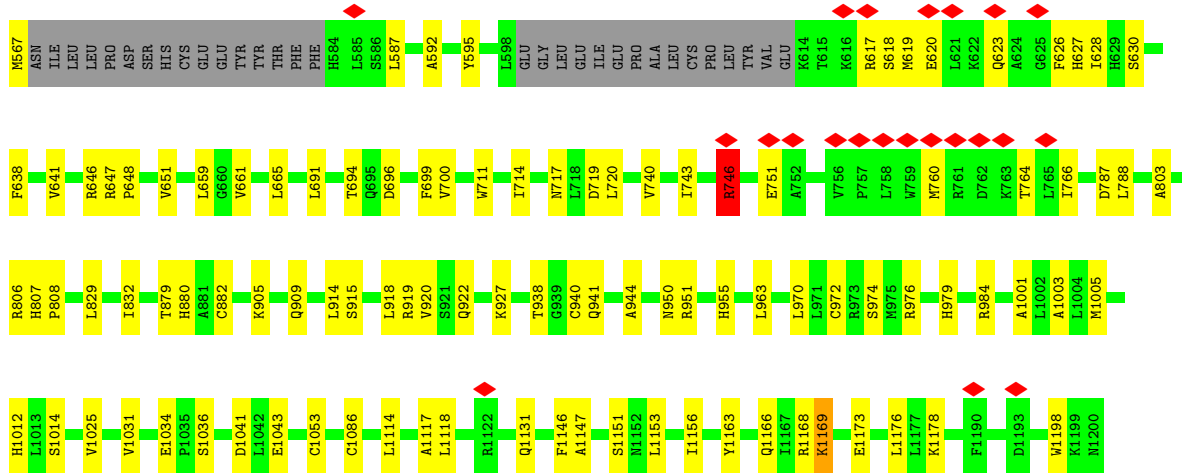 M567 ASN ILE LEU LEU PRO ASP SER HIS CYS GLU GLU TYR TYR THR PHE PHE H584 L585 S586 L587 A592 Y595 L598 GLU GLY LEU GLU ILE GLU PRO ALA LEU CYS PRO LEU TYR VAL GLU K614 T615 K616 R617 S618 M619 E620 L621 K622 Q623 A624 G625 F626 H627 I628 H629 S630
F638 V641 R646 R647 P648 V651 L659 G660 V661 L665 L691 T694 Q695 D696 F699 V700 W711 I714 N717 L718 D719 L720 V740 I743 R746 E751 A752 V756 P757 L758 W759 M760 R761 D762 K763 T764 L765 I766 D787 L788 A803
R806 H807 P808 L829 I832 T879 H880 A881 C882 K905 Q909 L914 S915 L918 R919 V920 S921 Q922 K927 T938 G939 C940 Q941 A944 N950 R951 H955 L963 L970 L971 C972 R973 S974 M975 R976 H979 R984 A1001 L1002 A1003 L1004 M1005
H1012 L1013 S1014 V1025 V1031 E1034 P1035 S1036 D1041 L1042 E1043 C1053 C1086 L1114 A1117 L1118 R1122 Q1131 F1146 A1147 S1151 N1152 L1153 I1156 Y1163 Q1166 I1167 R1168 K1169 E1173 L1176 L1177 K1178 F1190 D1193 W1198 K1199 N1200